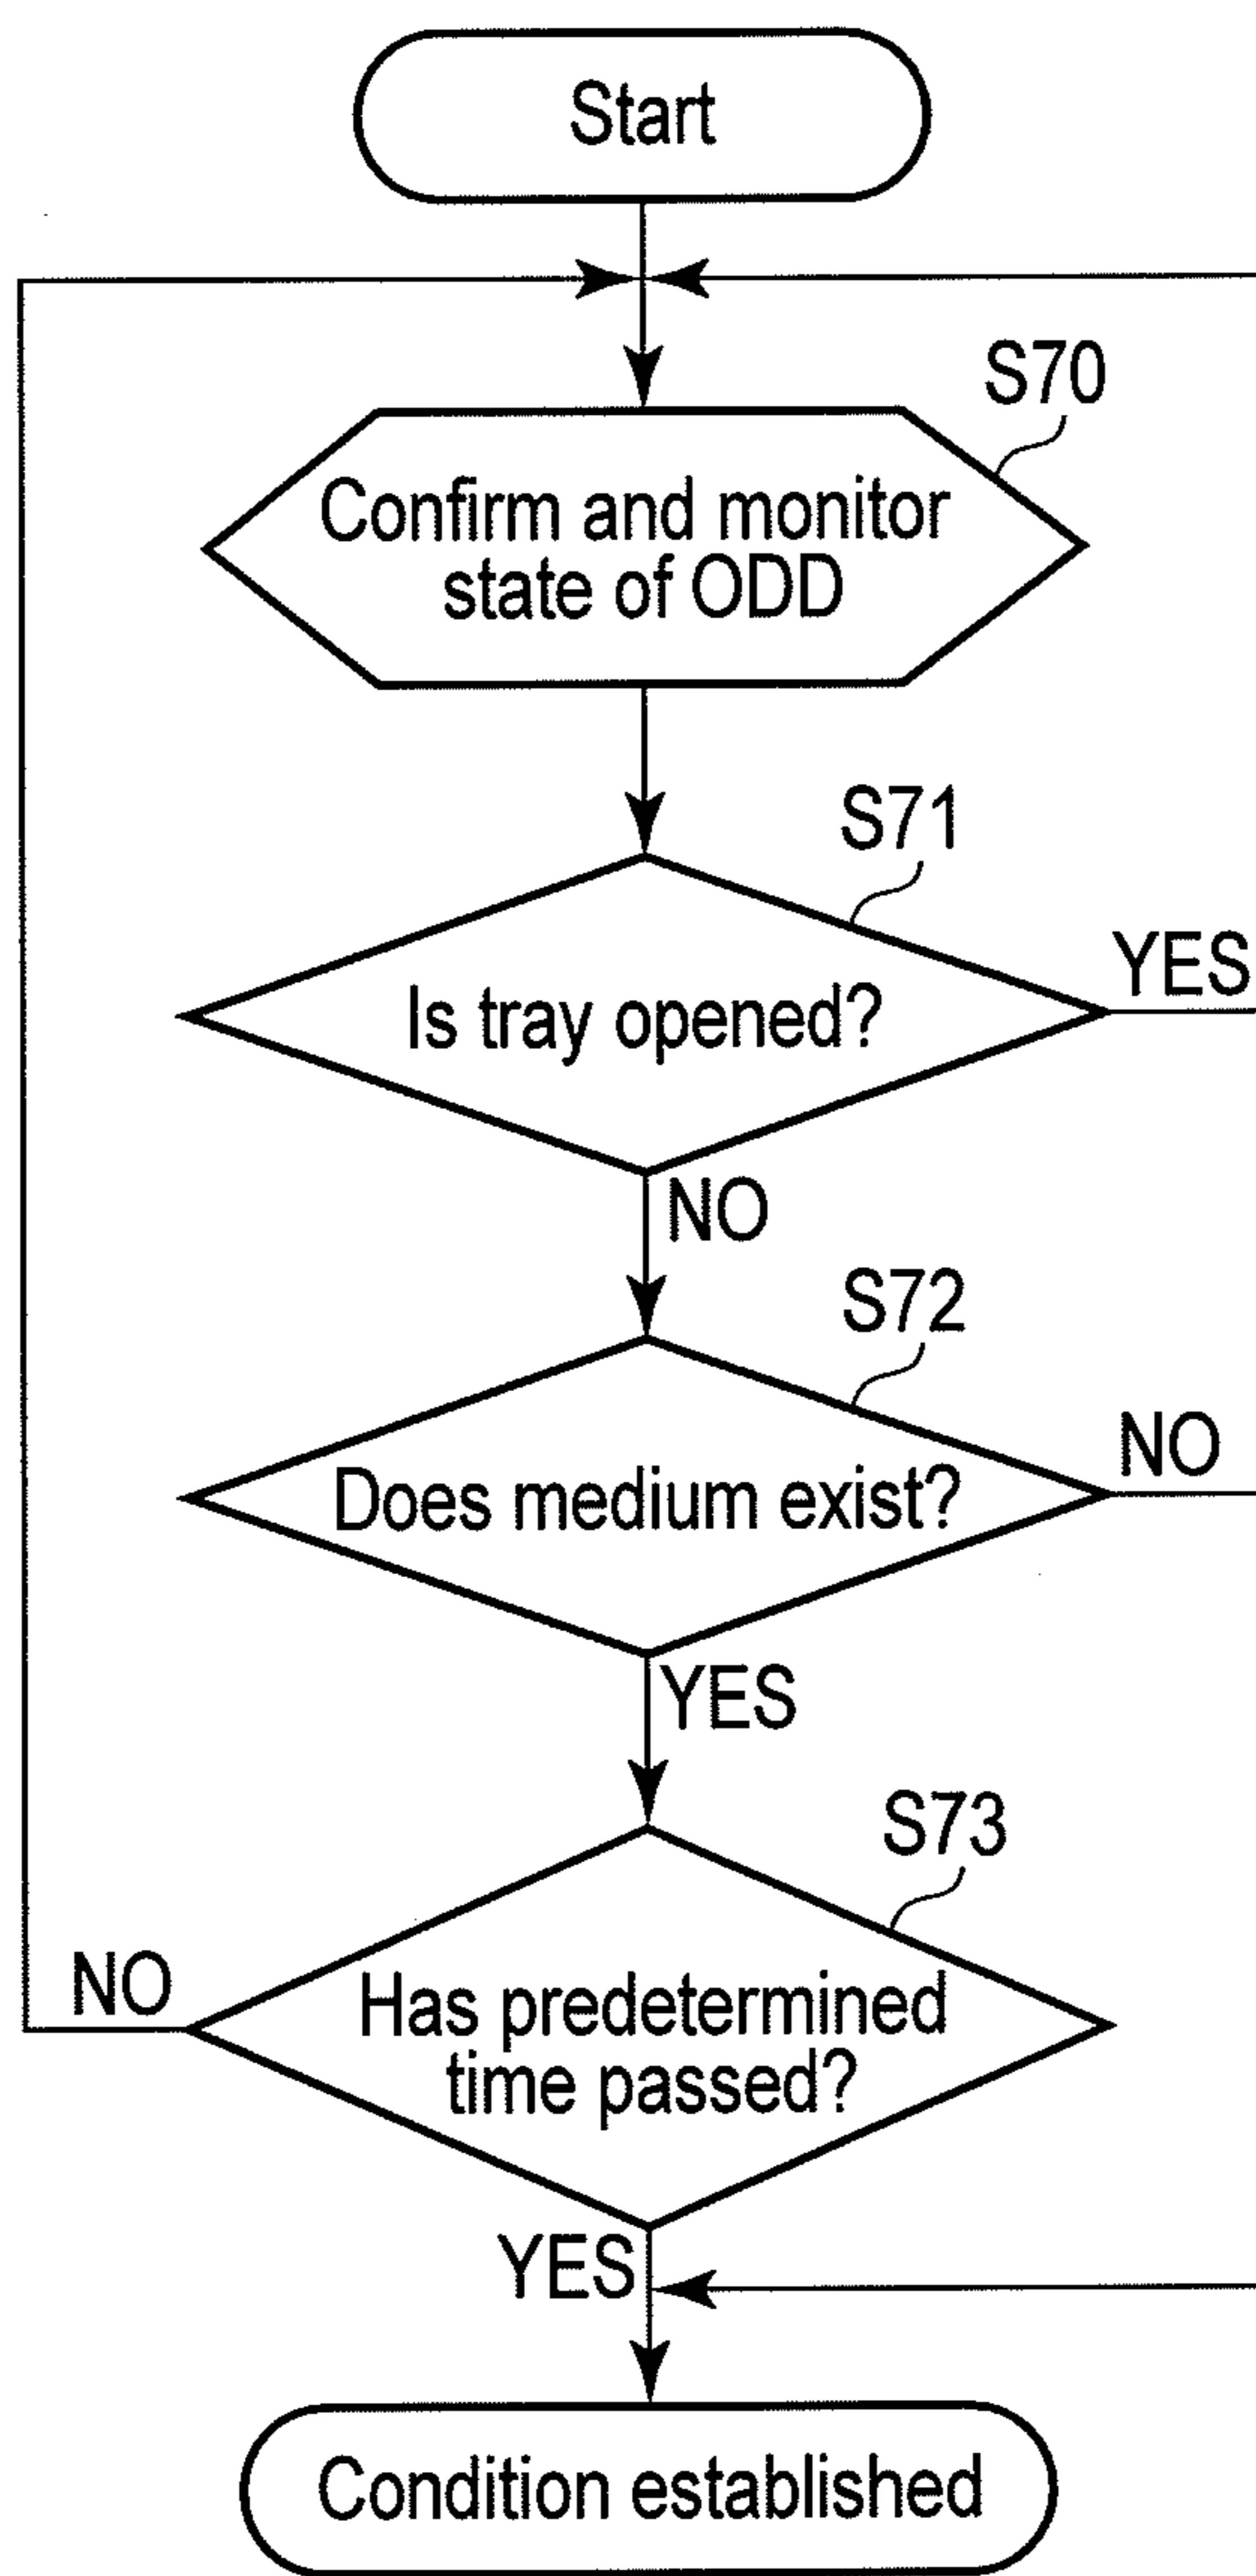 Start
S70
Confirm and monitor
state of ODD
S71
Is tray opened?
YES
NO
S72
Does medium exist?
NO
YES
S73
Has predetermined
time passed?
NO
YES
Condition established